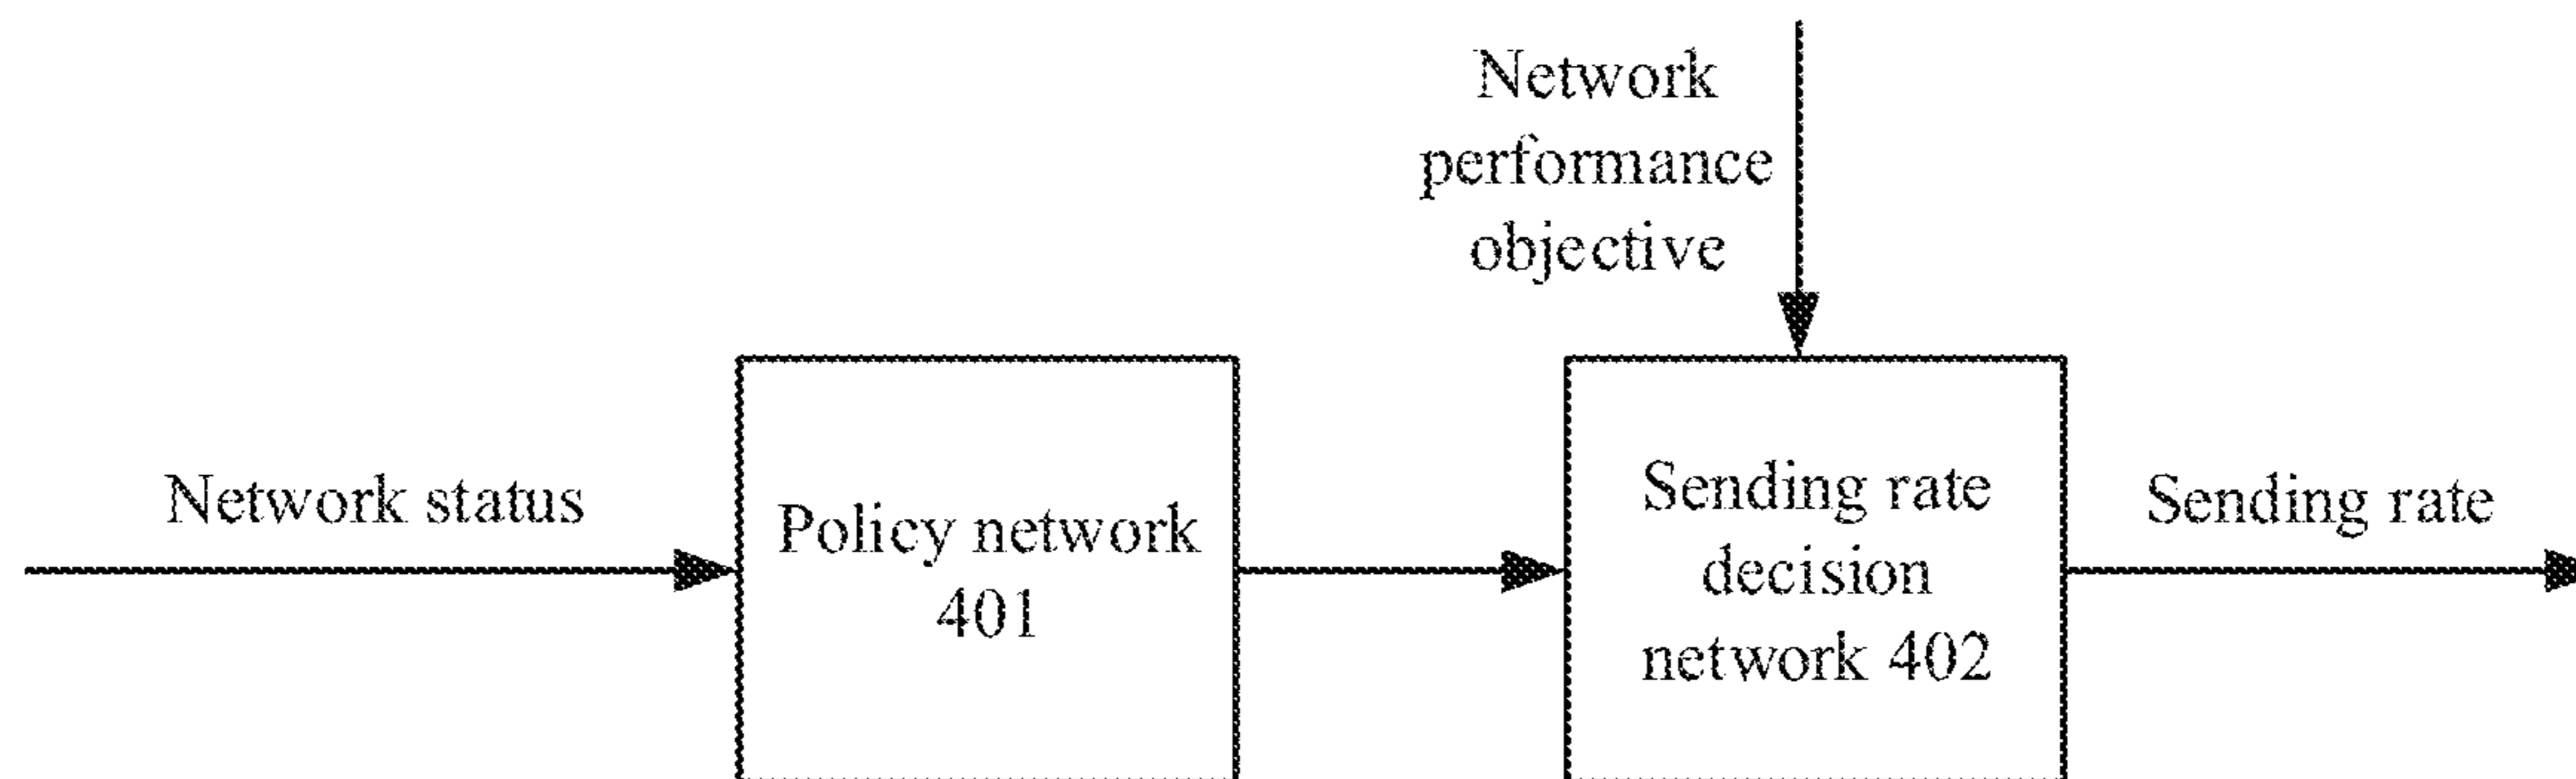 Network
performance
objective
Network status
Policy network
401
Sending rate
decision
network 402
Sending rate